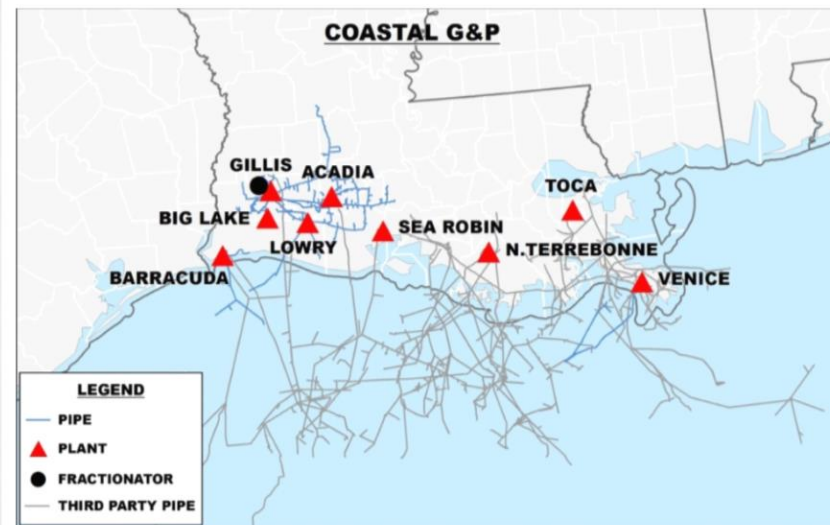 COASTAL G&P
GILLIS
ACADIA
TOCA
BIG LAKE
SEA ROBIN
LOWRY
N.TERREBONNE
BARRACUDA
VENICE
LEGEND
PIPE
PLANT
FRACTIONATOR
THIRD PARTY PIPE